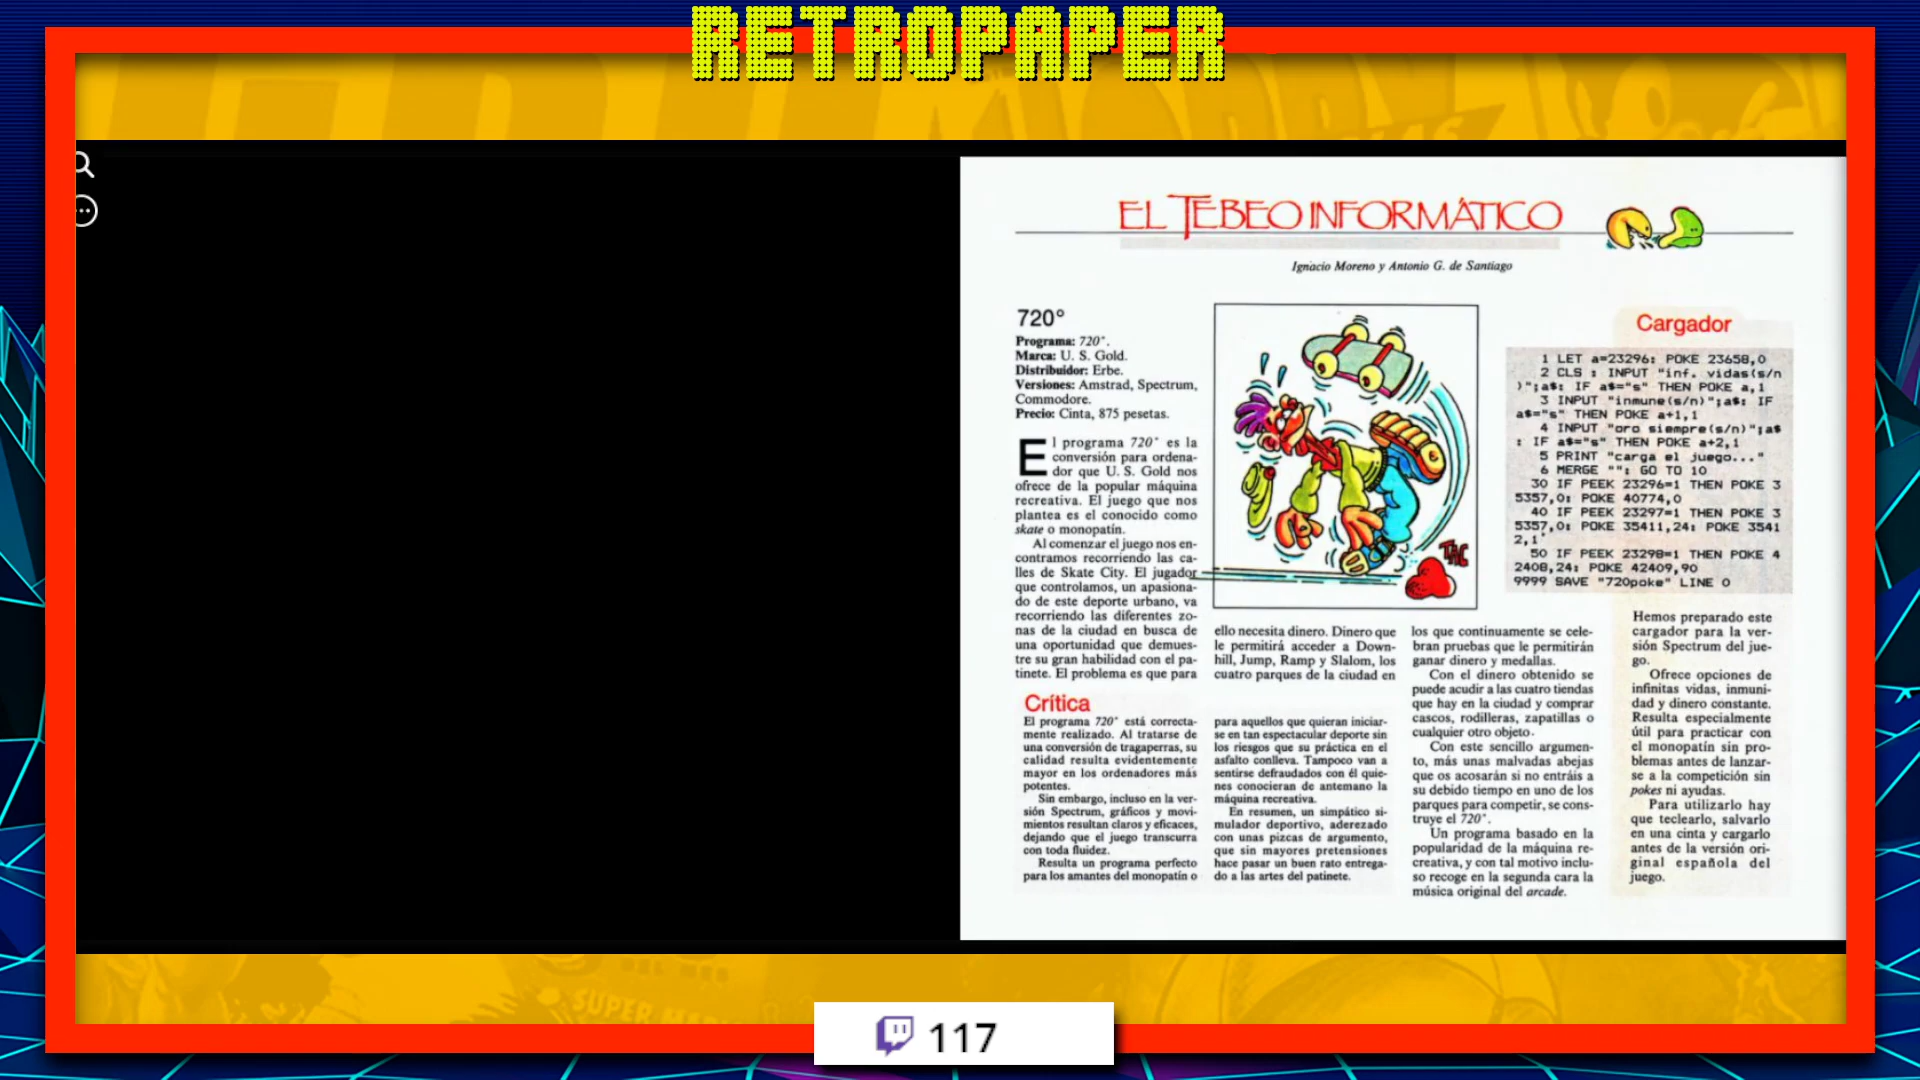 RETROPAPER
EL TEBEO INFORMÁTICO
Ignacio Moreno y Antonio G. de Santiago
720°
Programa: 720°.
Marca: U. S. Gold.
Distribuidor: Erbe.
Versiones: Amstrad, Spectrum,
Commodore.
Precio: Cinta, 875 pesetas.
El programa 720° es la
conversión para ordena-
dor que U. S. Gold nos
ofrece de la popular máquina
recreativa. El juego que nos
plantea es el conocido como
skate o monopatín.
Al comenzar el juego nos en-
contramos recorriendo las ca-
lles de Skate City. El jugador
que controlamos, un apasiona-
do de este deporte urbano, va
recorriendo las diferentes zo-
nas de la ciudad en busca de
una oportunidad que demues-
tre su gran habilidad con el pa-
tinete. El problema es que para
TAC
ello necesita dinero. Dinero que
le permitirá acceder a Down-
hill, Jump, Ramp y Slalom, los
cuatro parques de la ciudad en
los que continuamente se cele-
bran pruebas que le permitirán
ganar dinero y medallas.
Con el dinero obtenido se
puede acudir a las cuatro tiendas
que hay en la ciudad y comprar
cascos, rodilleras, zapatillas o
cualquier otro objeto.
Con este sencillo argumen-
to, más unas malvadas abejas
que os acosarán si no entráis a
su debido tiempo en uno de los
parques para competir, se cons-
truye el 720°.
Un programa basado en la
popularidad de la máquina re-
creativa, y con tal motivo inclu-
so recoge en la segunda cara la
música original del arcade.
Crítica
El programa 720° está correcta-
mente realizado. Al tratarse de
una conversión de tragaperras, su
calidad resulta evidentemente
mayor en los ordenadores más
potentes.
Sin embargo, incluso en la ver-
sión Spectrum, gráficos y movi-
mientos resultan claros y eficaces,
dejando que el juego transcurra
con toda fluidez.
Resulta un programa perfecto
para los amantes del monopatín o
para aquellos que quieran iniciar-
se en tan espectacular deporte sin
los riesgos que su práctica en el
asfalto conlleva. Tampoco van a
sentirse defraudados con él quie-
nes conocieran de antemano la
máquina recreativa.
En resumen, un simpático si-
mulador deportivo, aderezado
con unas pizcas de argumento,
que sin mayores pretensiones
hace pasar un buen rato entrega-
do a las artes del patinete.
Cargador
1 LET a=23296: POKE 23658,0
2 CLS : INPUT "inf. vidas(s/n
)";a$: IF a$="s" THEN POKE a,1
3 INPUT "inmune(s/n)";a$: IF
a$="s" THEN POKE a+1,1
4 INPUT "oro siempre(s/n)";a$
: IF a$="s" THEN POKE a+2,1
5 PRINT "carga el juego..."
6 MERGE "": GO TO 10
30 IF PEEK 23296=1 THEN POKE 3
5357,0: POKE 40774,0
40 IF PEEK 23297=1 THEN POKE 3
5357,0: POKE 35411,24: POKE 3541
2,1
50 IF PEEK 23298=1 THEN POKE 4
2408,24: POKE 42409,90
9999 SAVE "720poke" LINE 0
Hemos preparado este
cargador para la ver-
sión Spectrum del jue-
go.
Ofrece opciones de
infinitas vidas, inmuni-
dad y dinero constante.
Resulta especialmente
útil para practicar con
el monopatín sin pro-
blemas antes de lanzar-
se a la competición sin
pokes ni ayudas.
Para utilizarlo hay
que teclearlo, salvarlo
en una cinta y cargarlo
antes de la versión ori-
ginal española del
juego.
SUPER
117